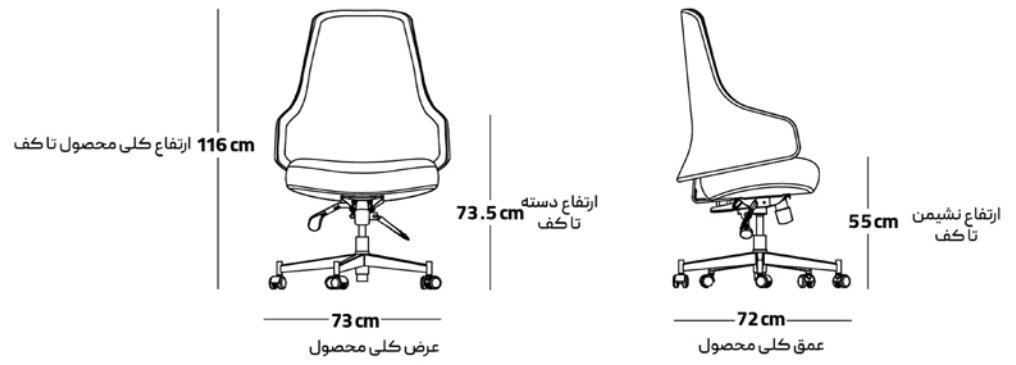 116 cm ارتفاع کلی محصول تا کف
73.5 cm ارتفاع دسته
تا کف
73 cm
عرض کلی محصول
55 cm ارتفاع نشیمن
تا کف
72 cm
عمق کلی محصول